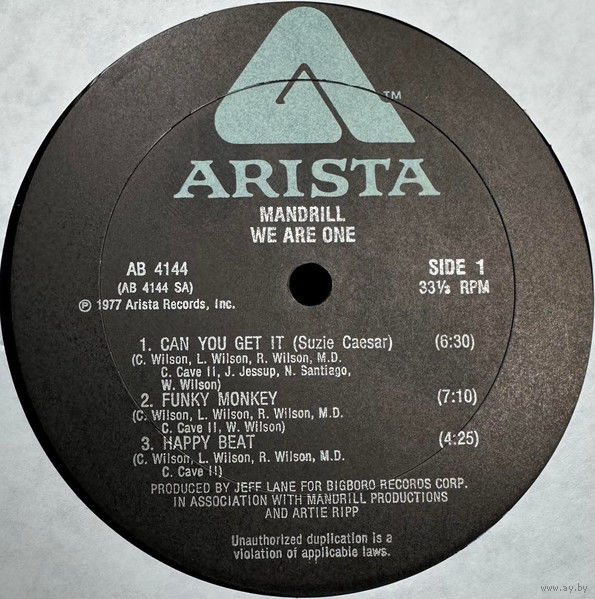 TM
ARISTA
MANDRILL
WE ARE ONE
AB 4144
(AB 4144 SA)
℗ 1977 Arista Records, Inc.
SIDE 1
33⅓ RPM
1. CAN YOU GET IT (Suzie Caesar) (6:30)
(C. Wilson, L. Wilson, R. Wilson, M.D.
C. Cave II, J. Jessup, N. Santiago,
W. Wilson)
2. FUNKY MONKEY (7:10)
(C. Wilson, L. Wilson, R. Wilson, M.D.
C. Cave II, W. Wilson)
3. HAPPY BEAT (4:25)
(C. Wilson, L. Wilson, R. Wilson, M.D.
C. Cave II)
PRODUCED BY JEFF LANE FOR BIGBORO RECORDS CORP.
IN ASSOCIATION WITH MANDRILL PRODUCTIONS
AND ARTIE RIPP
Unauthorized duplication is a
violation of applicable laws.
www.ay.by